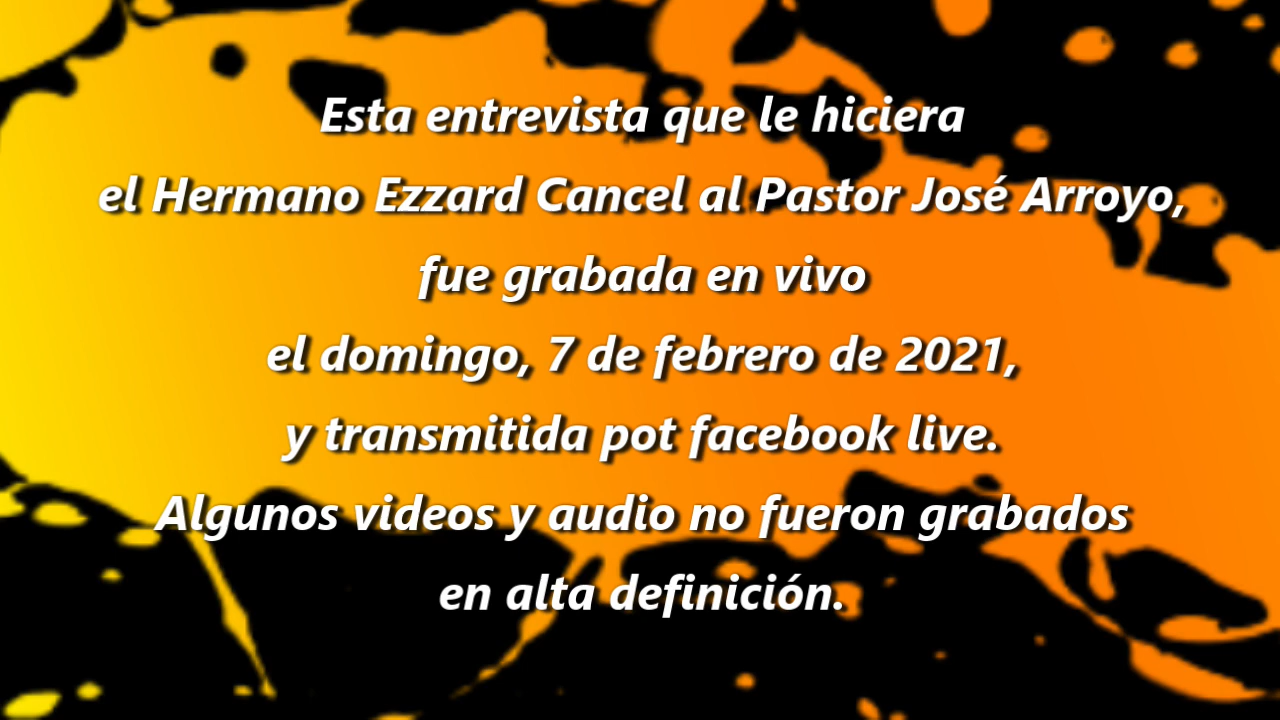 Esta entrevista que le hiciera
el Hermano Ezzard Cancel al Pastor José Arroyo,
fue grabada en vivo
el domingo, 7 de febrero de 2021,
y transmitida pot facebook live.
Algunos videos y audio no fueron grabados
en alta definición.